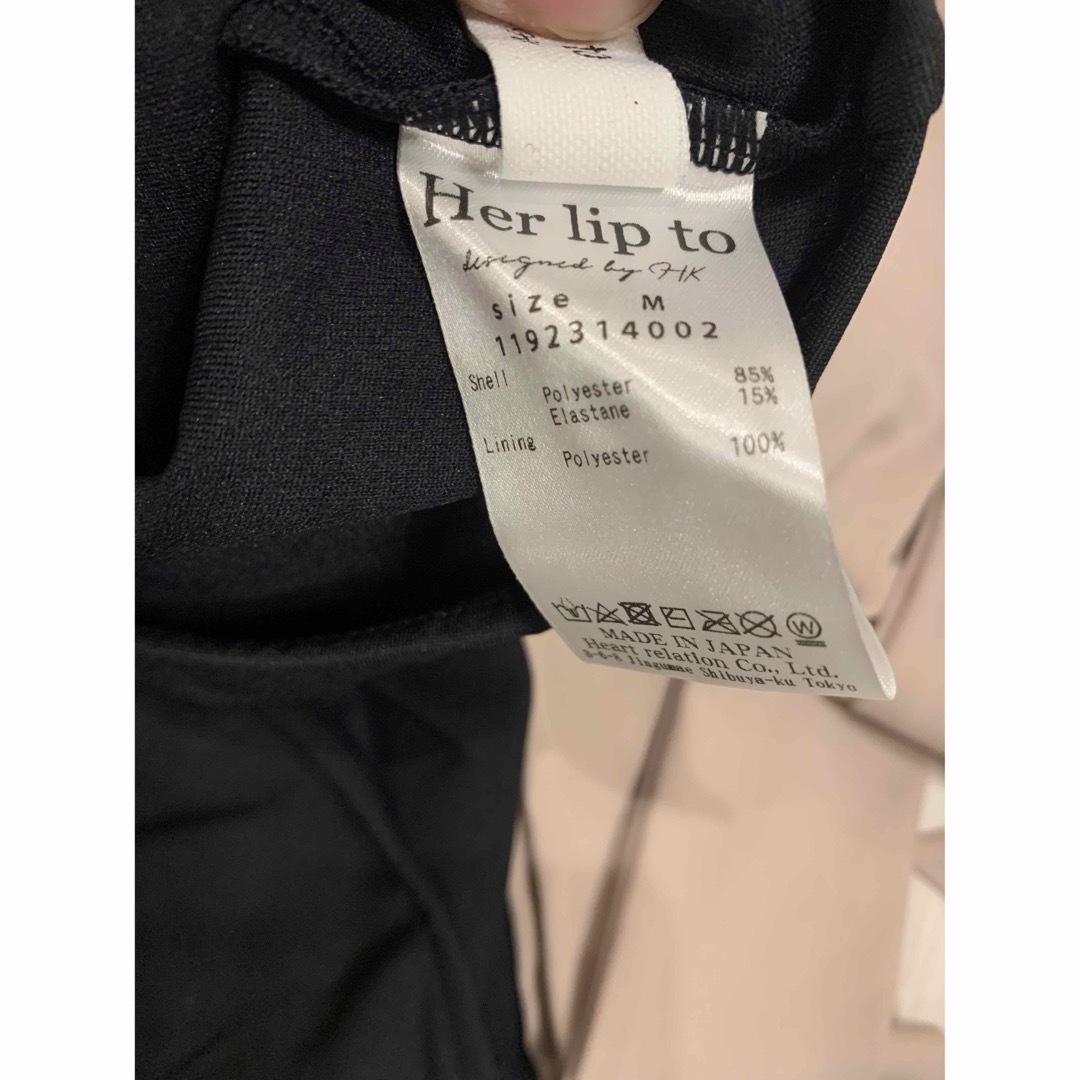 Her lip to
designed by HK
size M
1192314002
Shell Polyester 85%
Elastane 15%
Lining Polyester 100%
W
MADE IN JAPAN
Heart relation Co., Ltd.
Shibuya-ku Tokyo